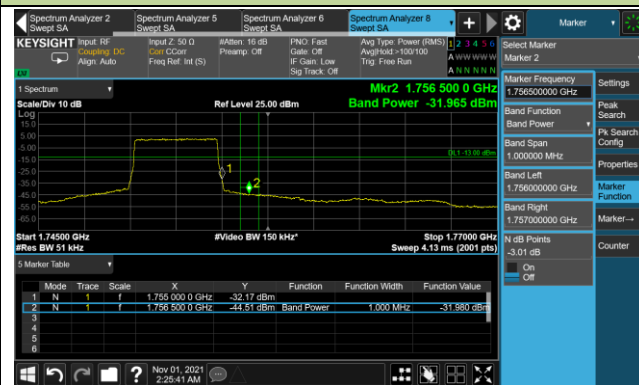 Spectrum Analyzer 2
Swept SA
Spectrum Analyzer 5
Swept SA
Spectrum Analyzer 6
Swept SA
Spectrum Analyzer 8
Swept SA
Marker
KEYSIGHT
Input: RF
Coupling: DC
Align: Auto
Input Z: 50 Ω
Corr CCorr
Freq Ref: Int (S)
#Atten: 16 dB
Preamp: Off
PNO: Fast
Gate: Off
IF Gain: Low
Sig Track: Off
Avg Type: Power (RMS)
Avg|Hold:>100/100
Trig: Free Run
1 2 3 4 5 6
A W W W W W
A N N N N N
Select Marker
Marker 2
Marker Frequency
1.756500000 GHz
Band Function
Band Power
Band Span
1.000000 MHz
Band Left
1.756000000 GHz
Band Right
1.757000000 GHz
N dB Points
-3.01 dB
On
Off
Settings
Peak
Search
Pk Search
Config
Properties
Marker
Function
Marker→
Counter
1 Spectrum
Scale/Div 10 dB
Ref Level 25.00 dBm
Mkr2 1.756 500 0 GHz
Band Power -31.965 dBm
Log
15.0
5.00
-5.00
-15.0
-25.0
-35.0
-45.0
-55.0
-65.0
DL1 -13.00 dBm
1
2
Start 1.74500 GHz
#Video BW 150 kHz*
Stop 1.77000 GHz
#Res BW 51 kHz
Sweep 4.13 ms (2001 pts)
5 Marker Table
Mode Trace Scale X Y Function Function Width Function Value
1 N 1 f 1.755 000 0 GHz -32.17 dBm
2 N 1 f 1.756 500 0 GHz -44.51 dBm Band Power 1.000 MHz -31.980 dBm
3
4
5
6
?
Nov 01, 2021
2:25:41 AM